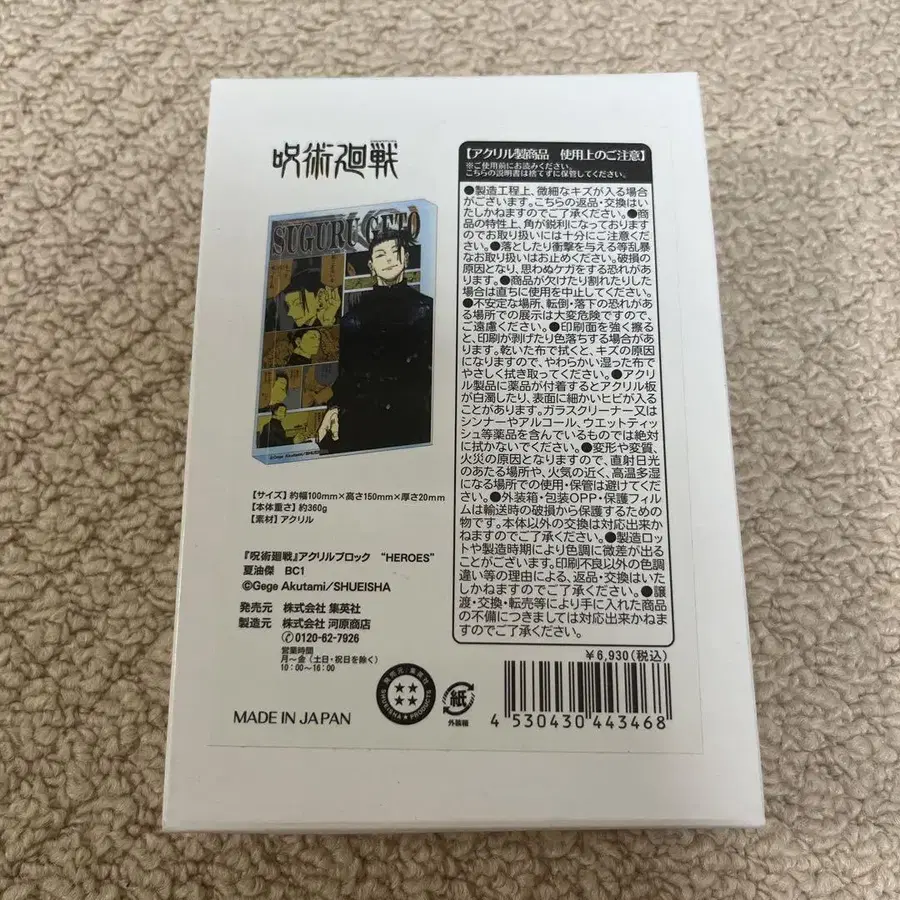 呪術廻戦
SUGURU GETO
©Gege Akutami/SHUEISHA
【サイズ】約幅100mm×高さ150mm×厚さ20mm
【本体重さ】約360g
【素材】アクリル
『呪術廻戦』アクリルブロック “HEROES”
夏油傑 BC1
©Gege Akutami/SHUEISHA
発売元 株式会社 集英社
製造元 株式会社 河原商店
0120-62-7926
営業時間
月〜金（土日・祝日を除く）
10：00〜16：00
MADE IN JAPAN
【アクリル製商品 使用上のご注意】
※ご使用前にお読みください。
こちらの説明書は捨てずに保管してください。
●製造工程上、微細なキズが入る場合
がございます。こちらの返品・交換はい
たしかねますのでご了承ください。●商
品の特性上、角が鋭利になっております
のでお取り扱いには十分にご注意くださ
い。●落としたり衝撃を与える等乱暴
なお取り扱いはお止めください。破損の
原因となり、思わぬケガをする恐れがあ
ります。●商品が欠けたり割れたりした
場合は直ちに使用を中止してください。
●不安定な場所、転倒・落下の恐れがあ
る場所での展示は大変危険ですので、
ご遠慮ください。●印刷面を強く擦る
と、印刷が剥げたり色落ちする場合があ
ります。乾いた布で拭くと、キズの原因
になりますので、やわらかい湿った布で
やさしく拭き取ってください。●アクリ
ル製品に薬品が付着するとアクリル板
が白濁したり、表面に細かいヒビが入る
ことがあります。ガラスクリーナー又は
シンナーやアルコール、ウエットティッ
シュ等薬品を含んでいるものでは絶対に
拭かないでください。●変形や変質、
火災の原因となりますので、直射日光
のあたる場所や、火気の近く、高温多湿
になる場所での使用・保管は避けてくだ
さい。●外装箱・包装OPP・保護フィル
ムは輸送時の破損から保護するための
物です。本体以外の交換は対応出来か
ねますのでご了承ください。●製造ロッ
トや製造時期により色調に微差が出る
ことがございます。印刷不良以外の色調
違い等の理由による、返品・交換はいた
しかねますのでご了承ください。●譲
渡・交換・転売等により手に入れた商品
の不備につきましては対応出来かねま
すのでご了承ください。
￥6,930（税込）
SHUEISHA PRODUCTS
紙
外装箱
4 530430 443468